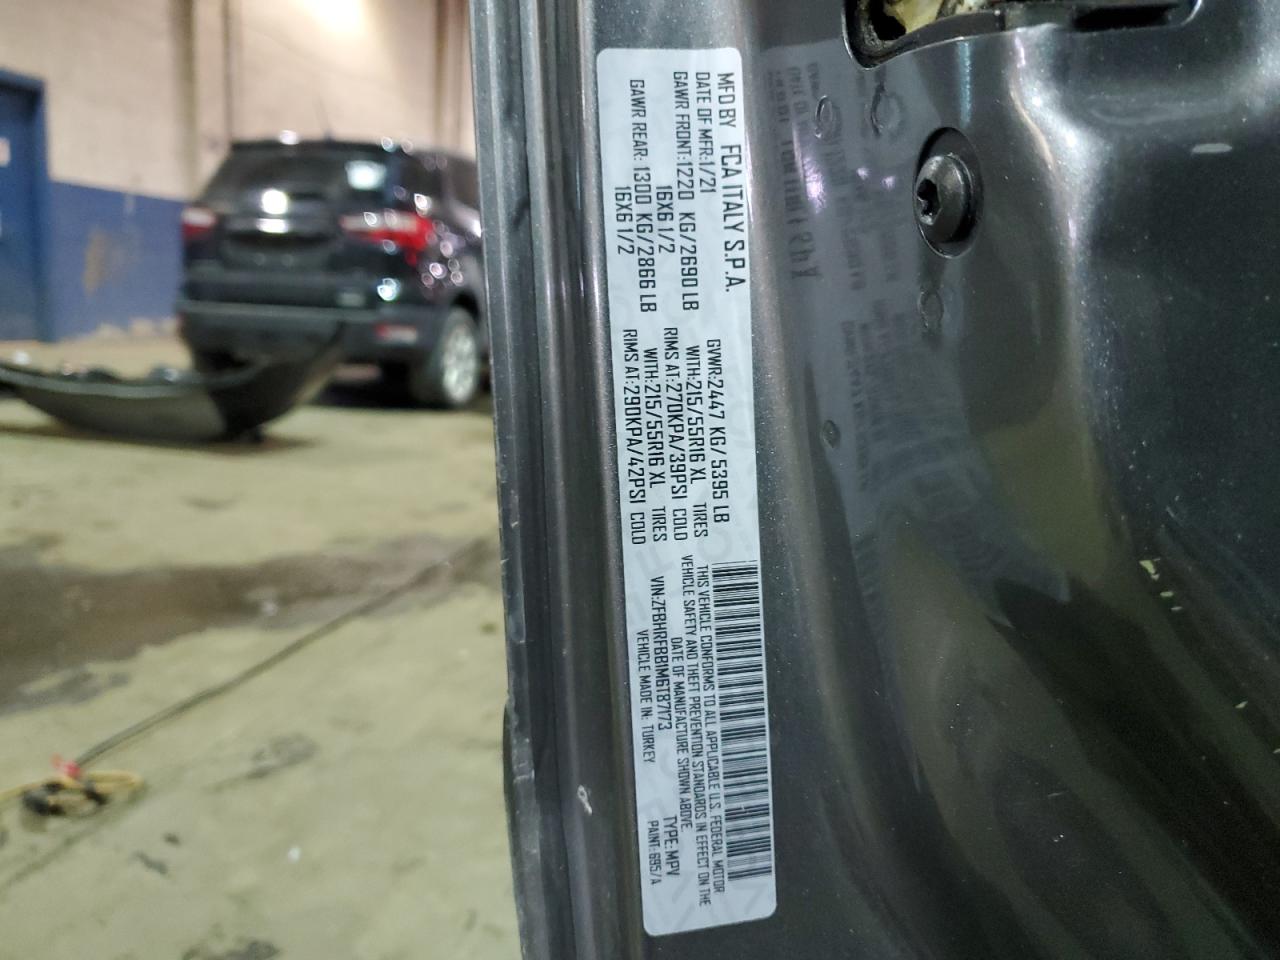 MFD BY FCA ITALY S.P.A.
DATE OF MFR:1/21 GVWR:2447 KG/5395 LB
GAWR FRONT:1220 KG/2690 LB WITH:215/55R16 XL TIRES
16X6 1/2 RIMS AT:270KPA/39PSI COLD
GAWR REAR: 1300 KG/2866 LB WITH:215/55R16 XL TIRES
16X6 1/2 RIMS AT:290KPA/42PSI COLD
THIS VEHICLE CONFORMS TO ALL APPLICABLE U.S. FEDERAL MOTOR
VEHICLE SAFETY AND THEFT PREVENTION STANDARDS IN EFFECT ON THE
DATE OF MANUFACTURE SHOWN ABOVE.
VIN:ZFBHRFBB1M6T87173 TYPE:MPV
VEHICLE MADE IN: TURKEY PAINT:695/A